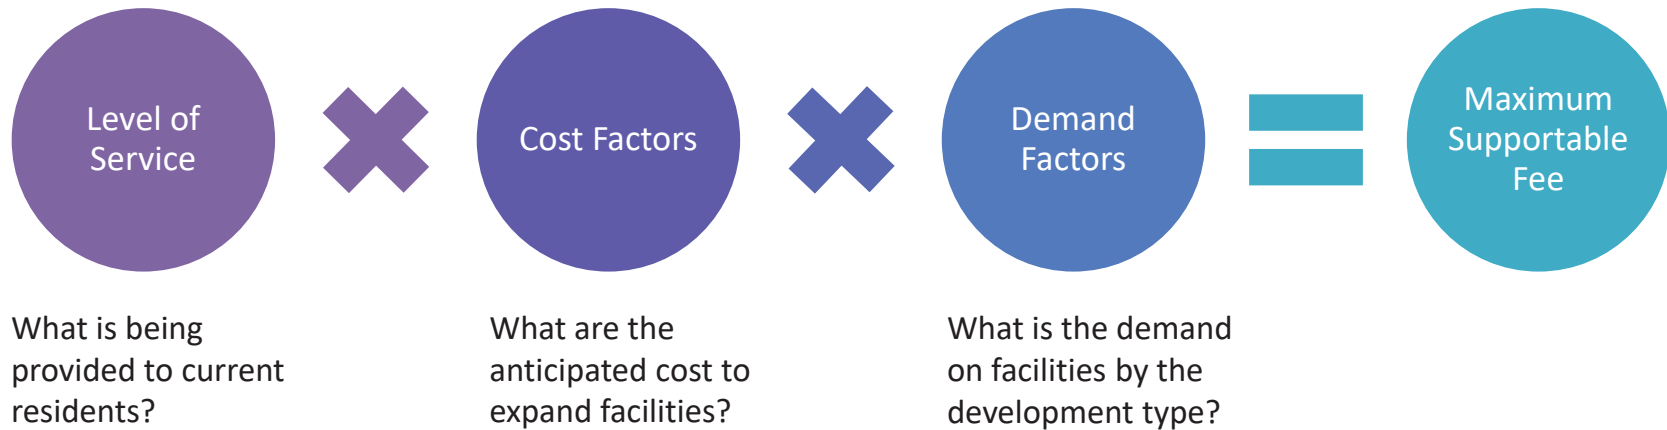 Level of
Service
Cost Factors
Demand
Factors
Maximum
Supportable
Fee
What is being
provided to current
residents?
What are the
anticipated cost to
expand facilities?
What is the demand
on facilities by the
development type?